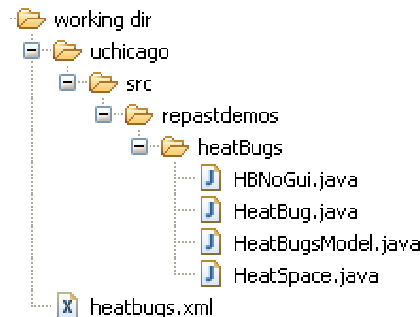 working dir
uchicago
src
repastdemos
heatBugs
HBNoGui.java
HeatBug.java
HeatBugsModel.java
HeatSpace.java
heatbugs.xml